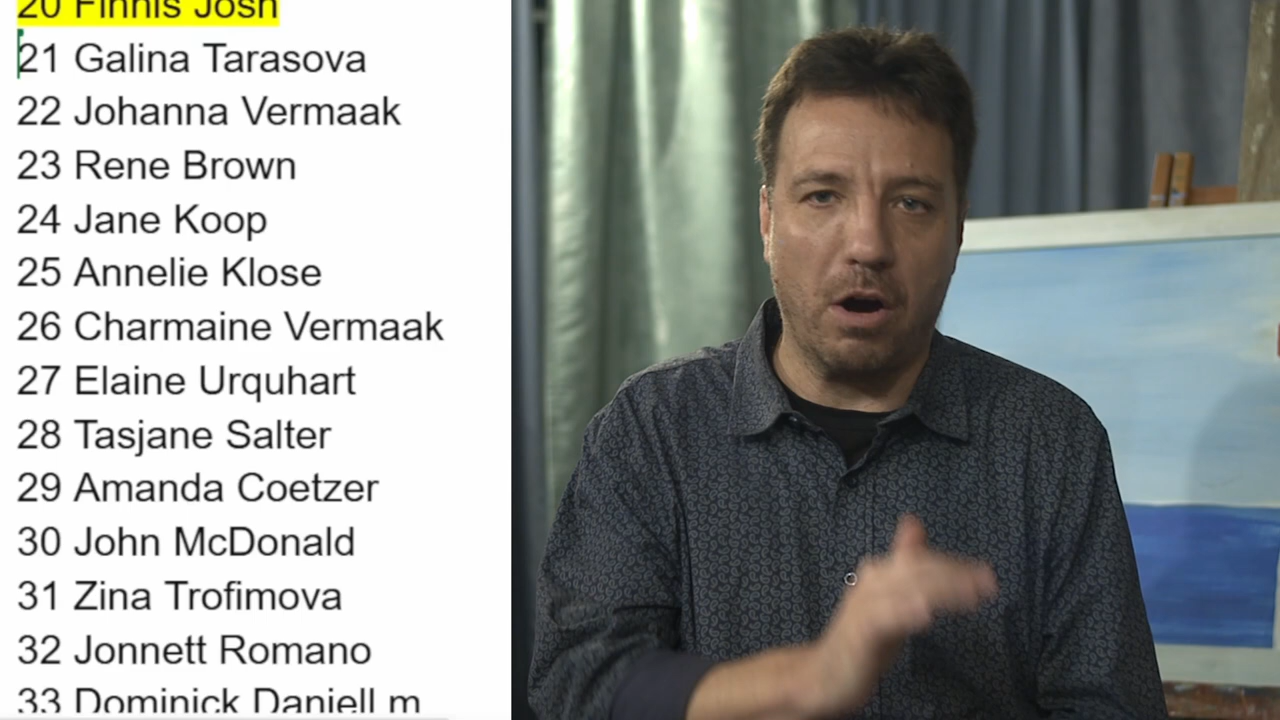 20 Finnis Josh
21 Galina Tarasova
22 Johanna Vermaak
23 Rene Brown
24 Jane Koop
25 Annelie Klose
26 Charmaine Vermaak
27 Elaine Urquhart
28 Tasjane Salter
29 Amanda Coetzer
30 John McDonald
31 Zina Trofimova
32 Jonnett Romano
33 Dominick Daniell m